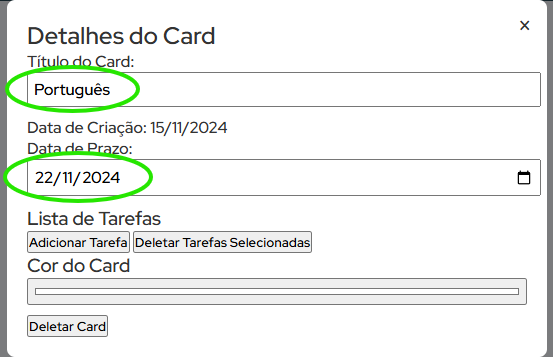 ×
Detalhes do Card
Título do Card:
Português
Data de Criação: 15/11/2024
Data de Prazo:
22/11/2024
Lista de Tarefas
Adicionar Tarefa Deletar Tarefas Selecionadas
Cor do Card
Deletar Card